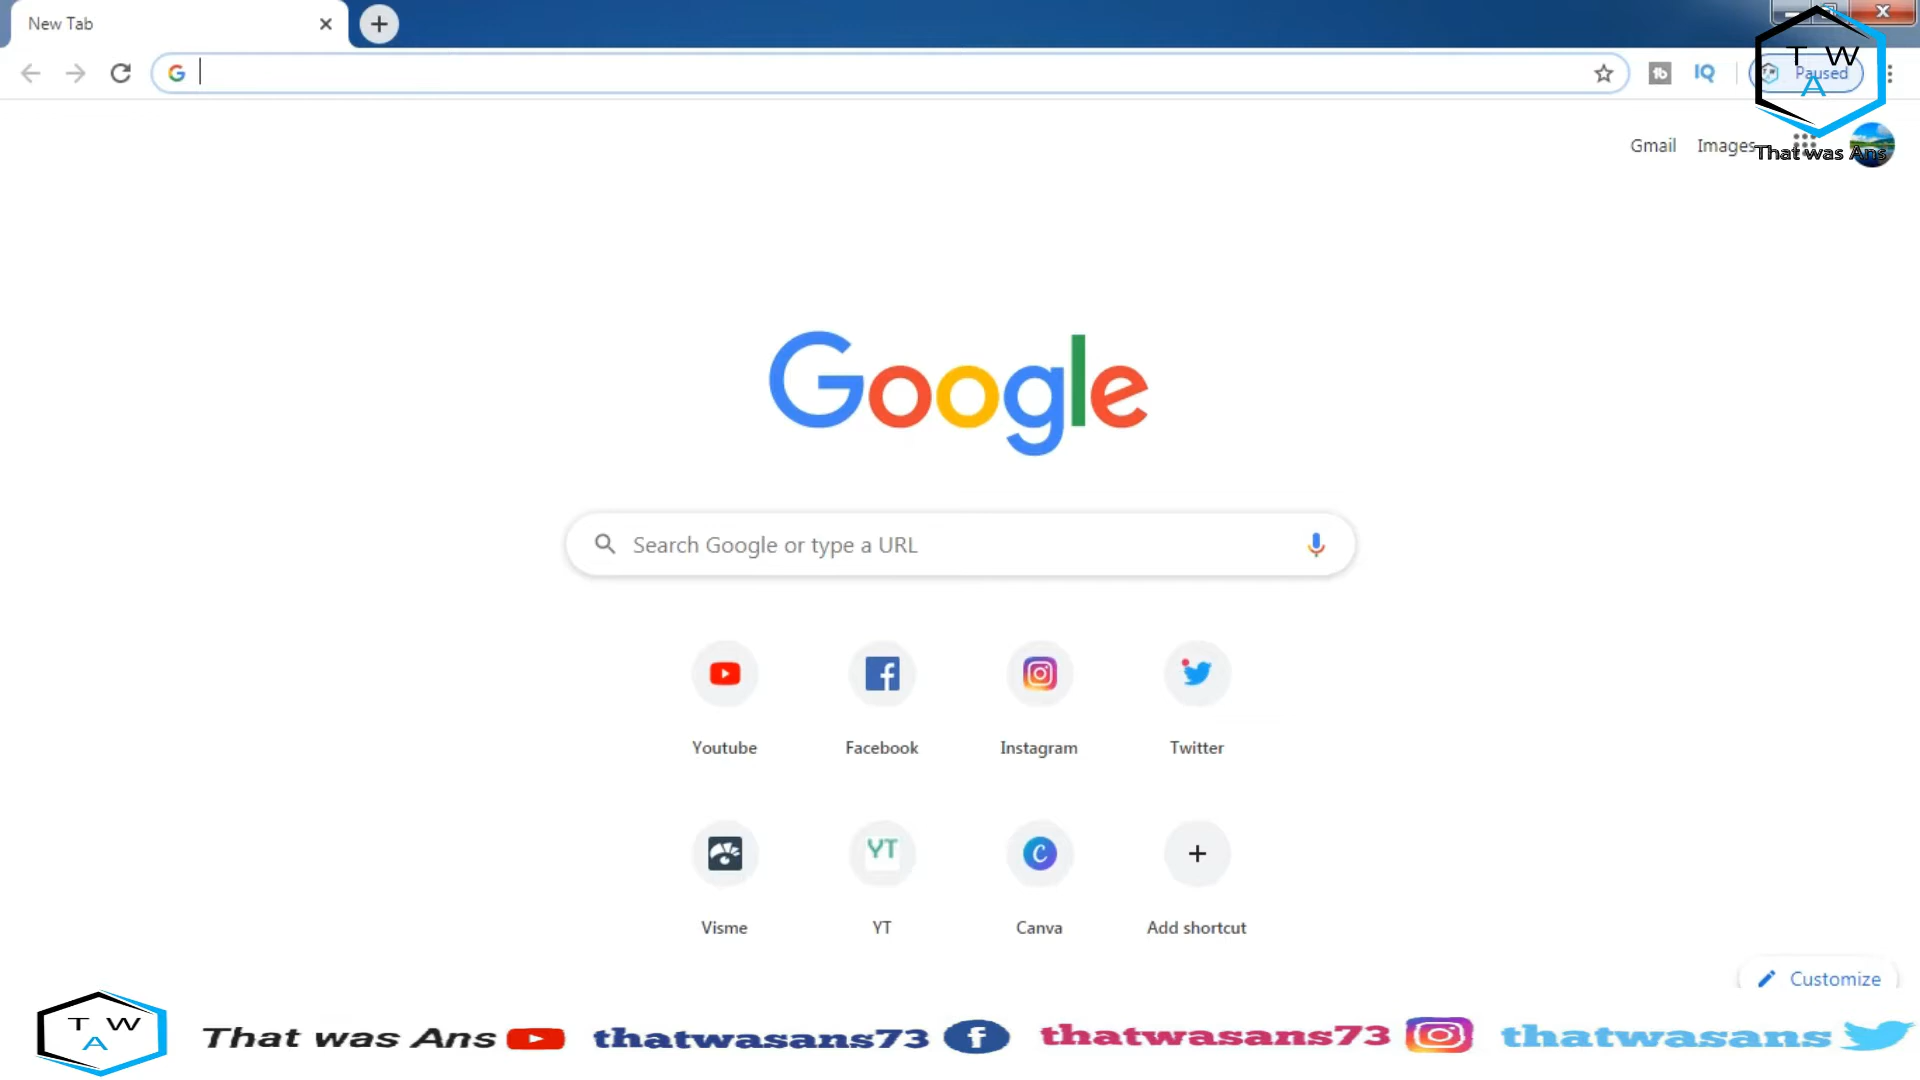 New Tab
IQ
Paused
T W
A
Gmail
Images
That was Ans
Google
Search Google or type a URL
Youtube
Facebook
Instagram
Twitter
YT
Visme
YT
Canva
Add shortcut
Customize
T W
A
That was Ans
thatwasans73
thatwasans73
thatwasans